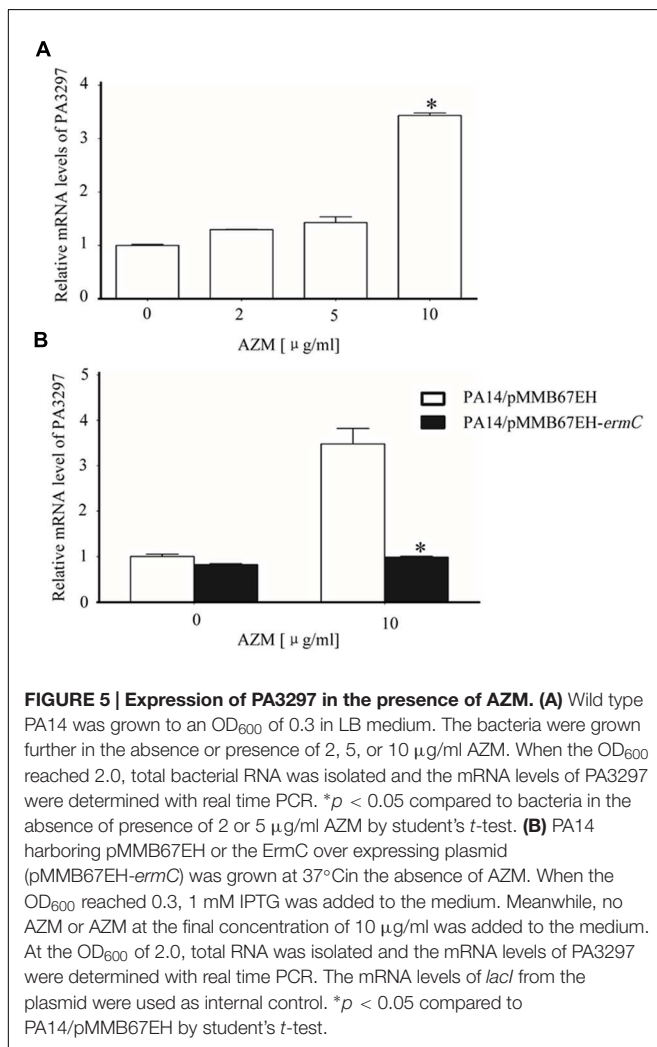 A
Relative mRNA levels of PA3297
4
3
2
1
0
*
0 2 5 10
AZM [ μg/ml]
B
Relative mRNA level of PA3297
5
4
3
2
1
0
PA14/pMMB67EH
PA14/pMMB67EH-ermC
*
0 10
AZM [ μg/ml]
FIGURE 5 | Expression of PA3297 in the presence of AZM. (A) Wild type
PA14 was grown to an OD600 of 0.3 in LB medium. The bacteria were grown
further in the absence or presence of 2, 5, or 10 μg/ml AZM. When the OD600
reached 2.0, total bacterial RNA was isolated and the mRNA levels of PA3297
were determined with real time PCR. *p < 0.05 compared to bacteria in the
absence of presence of 2 or 5 μg/ml AZM by student's t-test. (B) PA14
harboring pMMB67EH or the ErmC over expressing plasmid
(pMMB67EH-ermC) was grown at 37°Cin the absence of AZM. When the
OD600 reached 0.3, 1 mM IPTG was added to the medium. Meanwhile, no
AZM or AZM at the final concentration of 10 μg/ml was added to the medium.
At the OD600 of 2.0, total RNA was isolated and the mRNA levels of PA3297
were determined with real time PCR. The mRNA levels of lacI from the
plasmid were used as internal control. *p < 0.05 compared to
PA14/pMMB67EH by student's t-test.